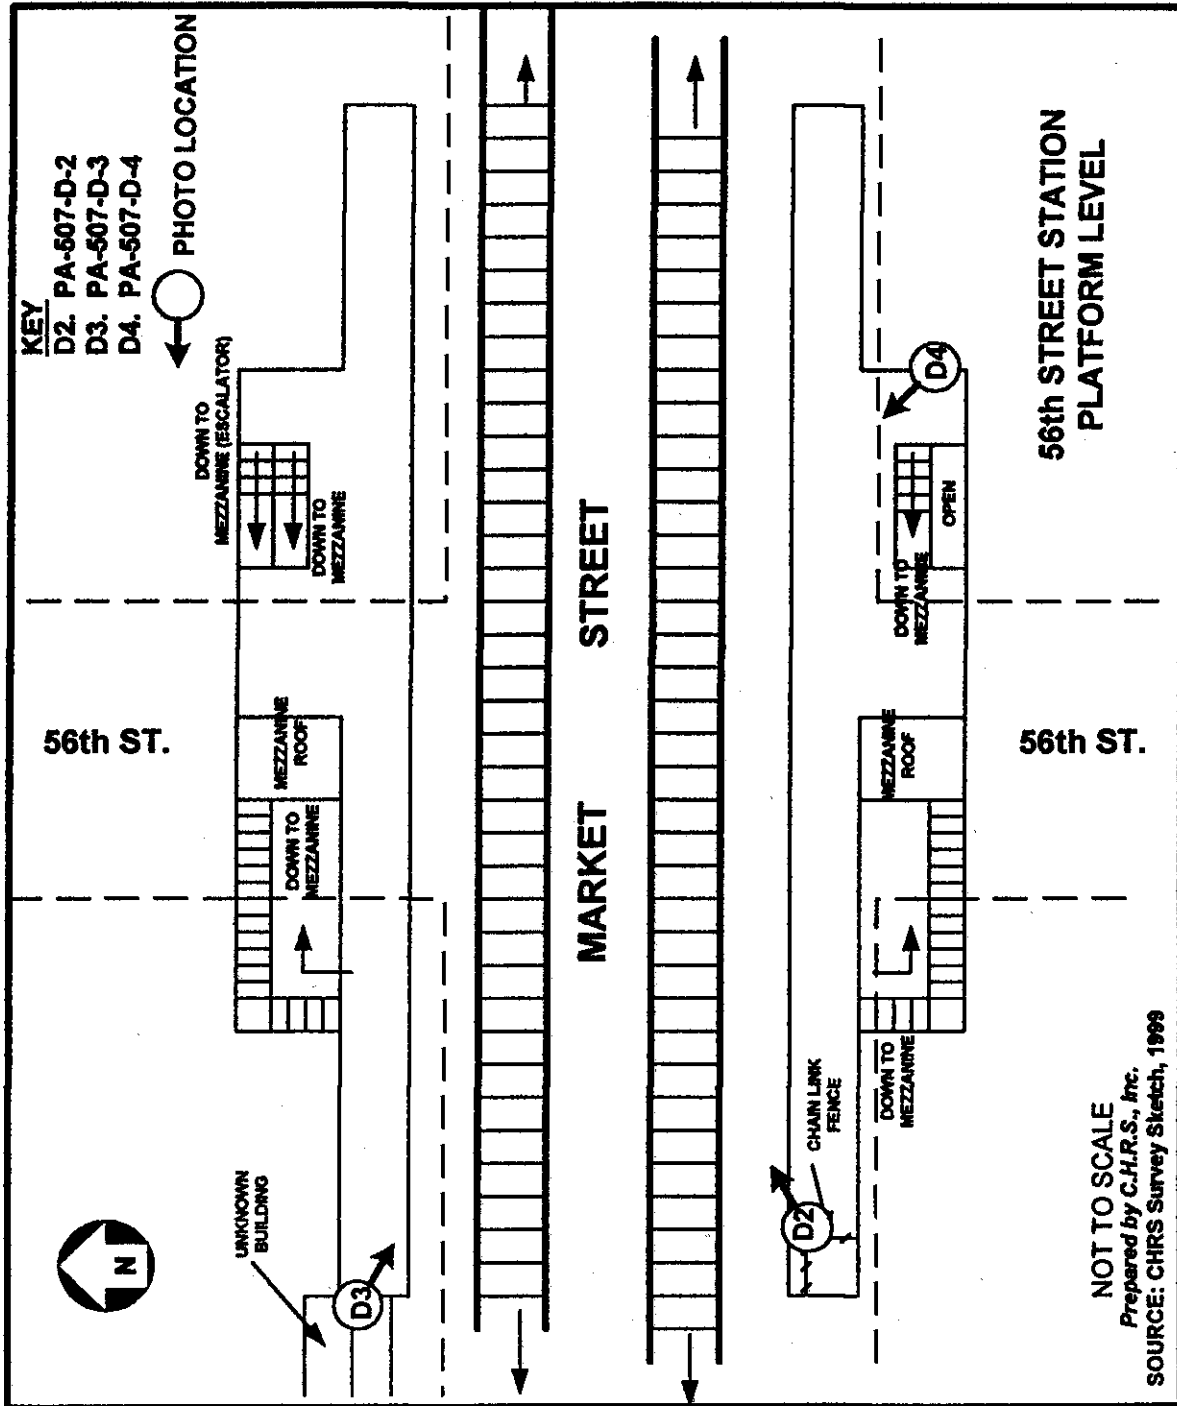 KEY
D2. PA-507-D-2
D3. PA-507-D-3
D4. PA-507-D-4
PHOTO LOCATION
DOWN TO
MEZZANINE (ESCALATOR)
DOWN TO
MEZZANINE
56th ST.
MEZZANINE
ROOF
DOWN TO
MEZZANINE
N
UNKNOWN
BUILDING
D3
MARKET STREET
D4
OPEN
DOWN TO
MEZZANINE
56th ST.
MEZZANINE
ROOF
DOWN TO
MEZZANINE
CHAIN LINK
FENCE
D2
56th STREET STATION
PLATFORM LEVEL
NOT TO SCALE
Prepared by C.H.R.S., Inc.
SOURCE: CHRS Survey Sketch, 1999